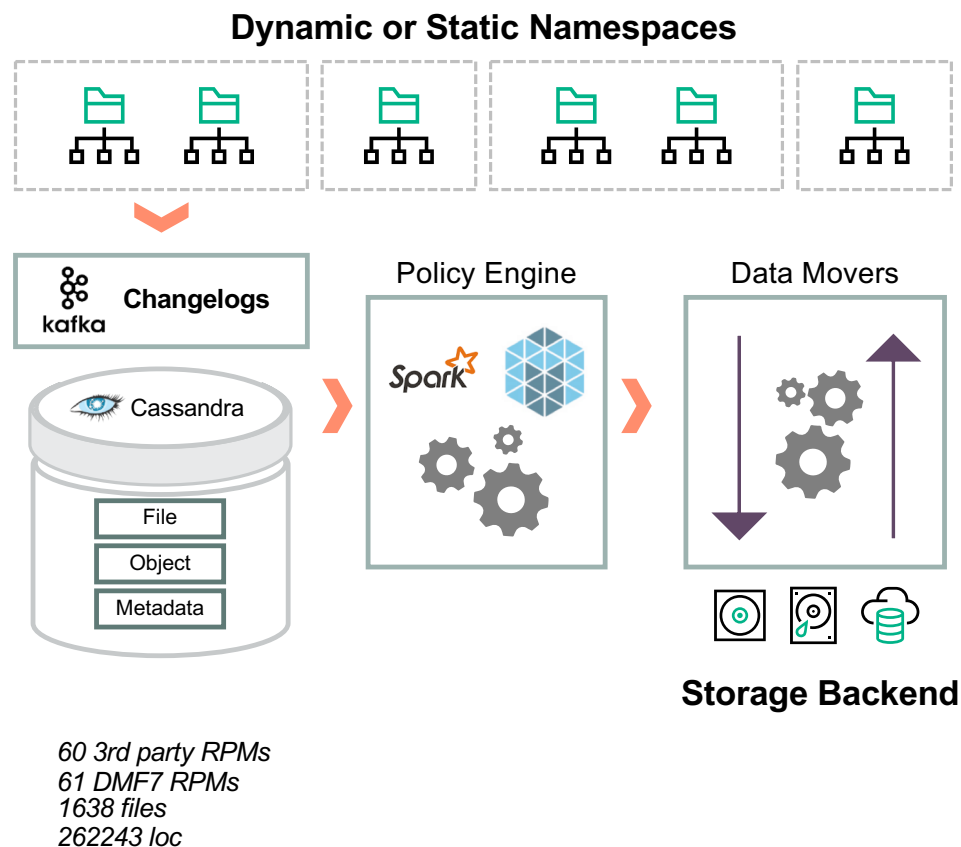 Dynamic or Static Namespaces
kafka
Changelogs
Cassandra
File
Object
Metadata
Policy Engine
Spark
Data Movers
Storage Backend
60 3rd party RPMs
61 DMF7 RPMs
1638 files
262243 loc